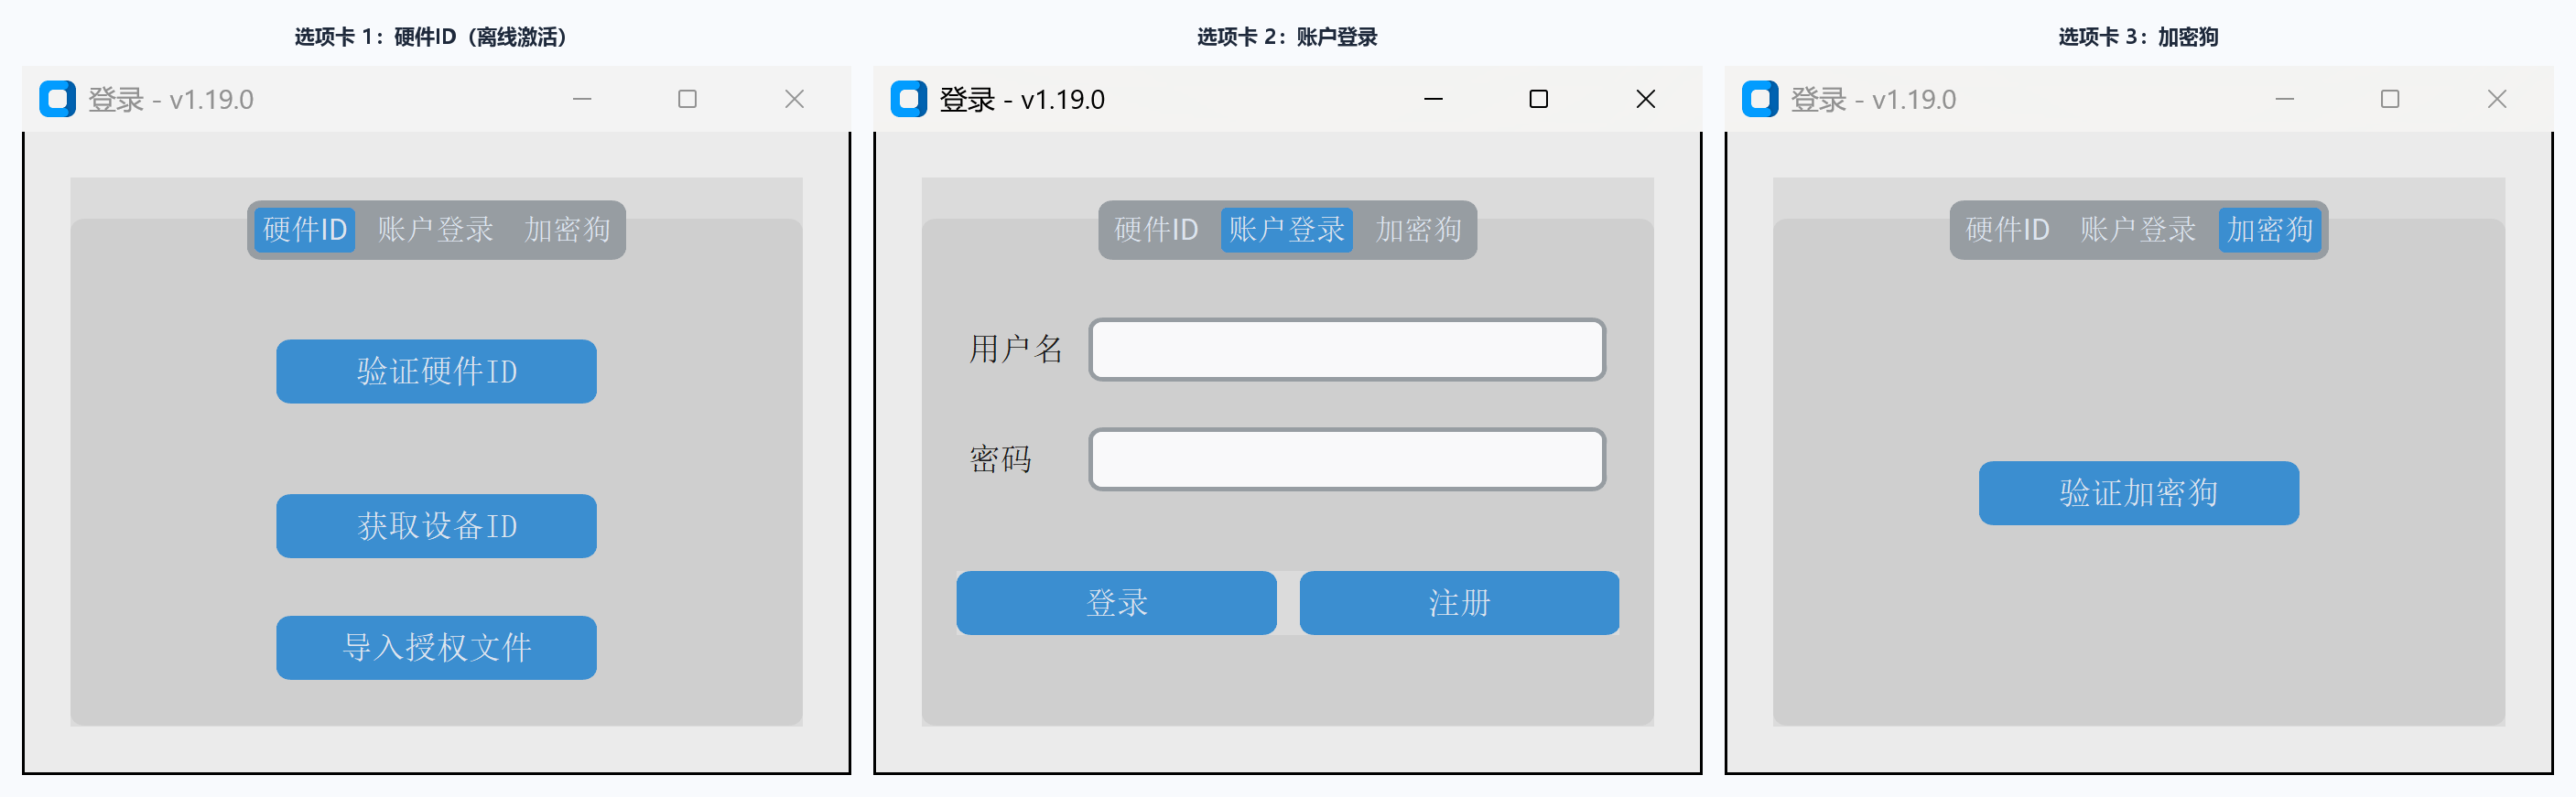 选项卡 1：硬件ID（离线激活）
登录 - v1.19.0
硬件ID 账户登录 加密狗
验证硬件ID
获取设备ID
导入授权文件
选项卡 2：账户登录
登录 - v1.19.0
硬件ID 账户登录 加密狗
用户名
密码
登录 注册
选项卡 3：加密狗
登录 - v1.19.0
硬件ID 账户登录 加密狗
验证加密狗